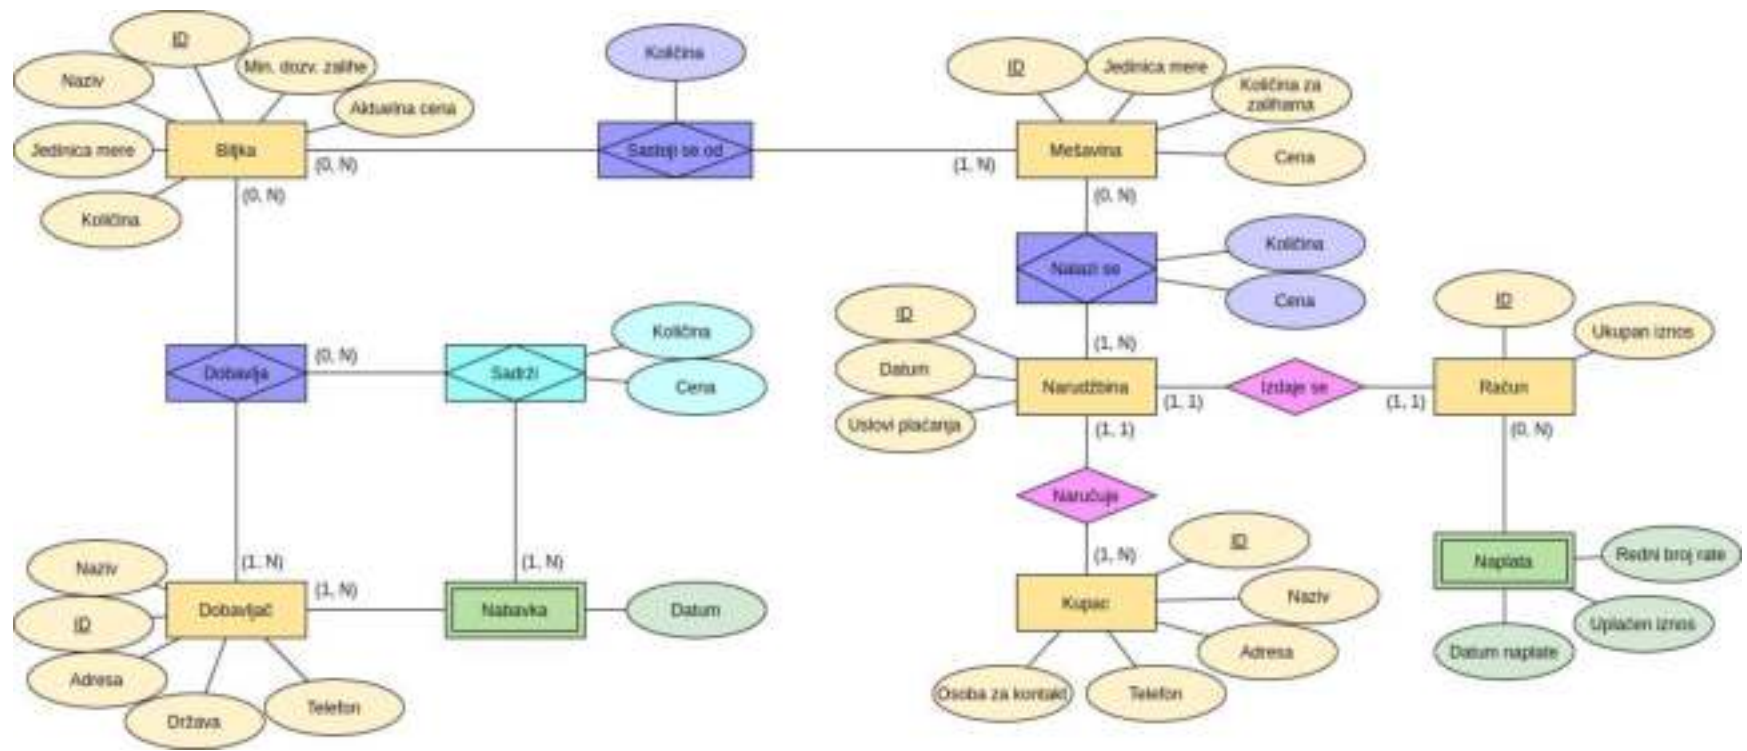 ID
Min. dozv. zalihe
Naziv
Aktuelna cena
Jedinica mere
Biljka
(0, N)
(0, N)
Količina
Količina
Sastoji se od
ID
Jedinica mere
Količina za
zalihama
Mešavina
Cena
(1, N)
(0, N)
Nalazi se
Količina
Cena
(1, N)
Dobavlja
(0, N)
Sadrži
Količina
Cena
ID
Datum
Uslovi plaćanja
Narudžbina
(1, 1)
(1, 1)
Izdaje se
(1, 1)
ID
Ukupan iznos
Račun
(0, N)
Naručuje
(1, N)
(1, N)
Naziv
ID
Adresa
Država
Telefon
Dobavljač
(1, N)
(1, N)
Nabavka
Datum
Kupac
ID
Naziv
Adresa
Telefon
Osoba za kontakt
Naplata
Redni broj rate
Uplaćen iznos
Datum naplate